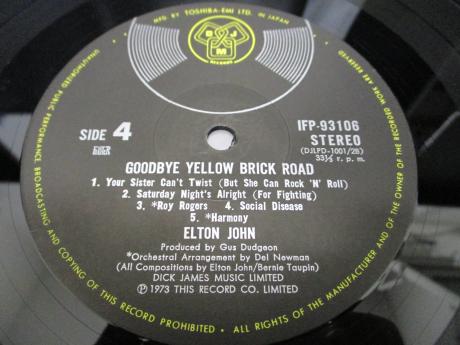 MFD. BY TOSHIBA-EMI LTD. IN JAPAN
DJM
RECORDS
SIDE 4
IFP-93106
STEREO
(DJLPD-1001/2B)
33⅓ r. p. m.
GOODBYE YELLOW BRICK ROAD
1. Your Sister Can't Twist (But She Can Rock 'N' Roll)
2. Saturday Night's Alright (For Fighting)
3. *Roy Rogers 4. Social Disease
5. *Harmony
ELTON JOHN
Produced by Gus Dudgeon
*Orchestral Arrangement by Del Newman
(All Compositions by Elton John/Bernie Taupin)
DICK JAMES MUSIC LIMITED
Ⓟ 1973 THIS RECORD CO. LIMITED
UNAUTHORIZED PUBLIC PERFORMANCE BROADCASTING AND COPYING OF THIS RECORD PROHIBITED • ALL RIGHTS OF THE MANUFACTURER AND OF THE OWNER OF THE RECORDED WORK ARE RESERVED